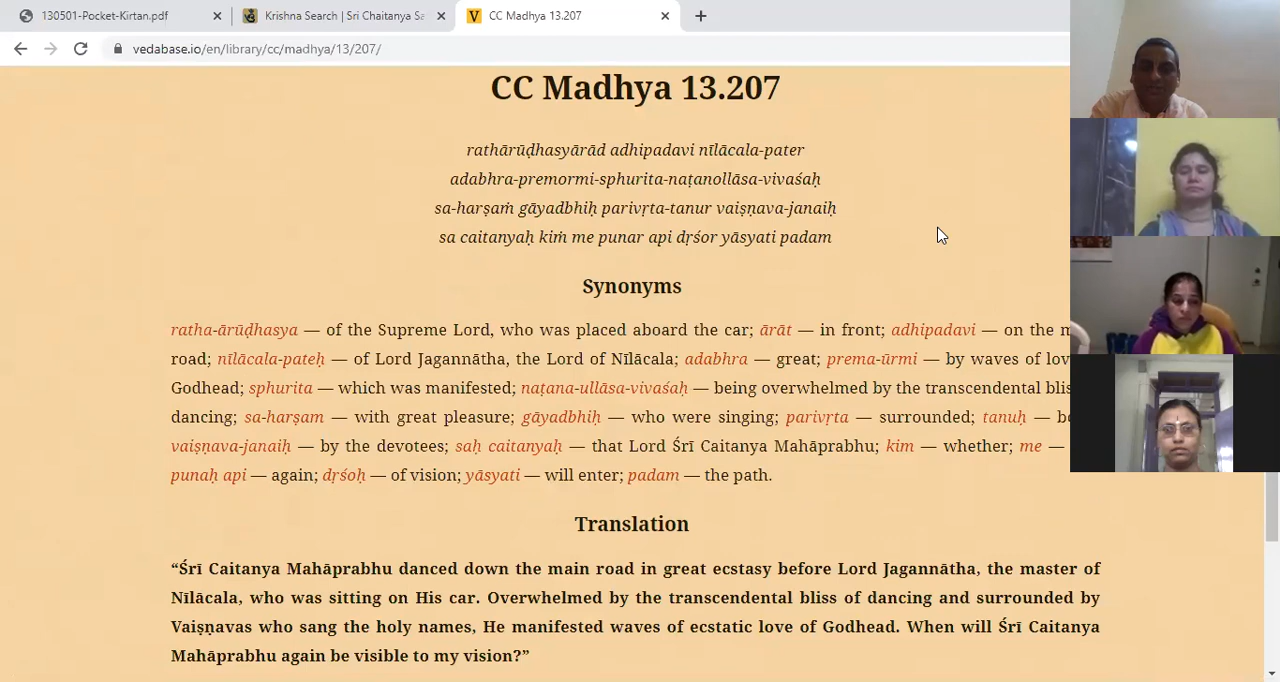 130501-Pocket-Kirtan.pdf
Krishna Search | Sri Chaitanya Sa
CC Madhya 13.207
vedabase.io/en/library/cc/madhya/13/207/
CC Madhya 13.207
rathārūḍhasyārād adhipadavi nīlācala-pater
adabhra-premormi-sphurita-naṭanollāsa-vivaśaḥ
sa-harṣaṁ gāyadbhiḥ parivṛta-tanur vaiṣṇava-janaiḥ
sa caitanyaḥ kiṁ me punar api dṛśor yāsyati padam
Synonyms
ratha-ārūḍhasya — of the Supreme Lord, who was placed aboard the car; ārāt — in front; adhipadavi — on the
road; nīlācala-pateḥ — of Lord Jagannātha, the Lord of Nīlācala; adabhra — great; prema-ūrmi — by waves of
Godhead; sphurita — which was manifested; naṭana-ullāsa-vivaśaḥ — being overwhelmed by the transcendental
dancing; sa-harṣam — with great pleasure; gāyadbhiḥ — who were singing; parivṛta — surrounded; tanuḥ —
vaiṣṇava-janaiḥ — by the devotees; saḥ caitanyaḥ — that Lord Śrī Caitanya Mahāprabhu; kim — whether; me —
punaḥ api — again; dṛśoḥ — of vision; yāsyati — will enter; padam — the path.
Translation
“Śrī Caitanya Mahāprabhu danced down the main road in great ecstasy before Lord Jagannātha, the master of
Nīlācala, who was sitting on His car. Overwhelmed by the transcendental bliss of dancing and surrounded by
Vaiṣṇavas who sang the holy names, He manifested waves of ecstatic love of Godhead. When will Śrī Caitanya
Mahāprabhu again be visible to my vision?”